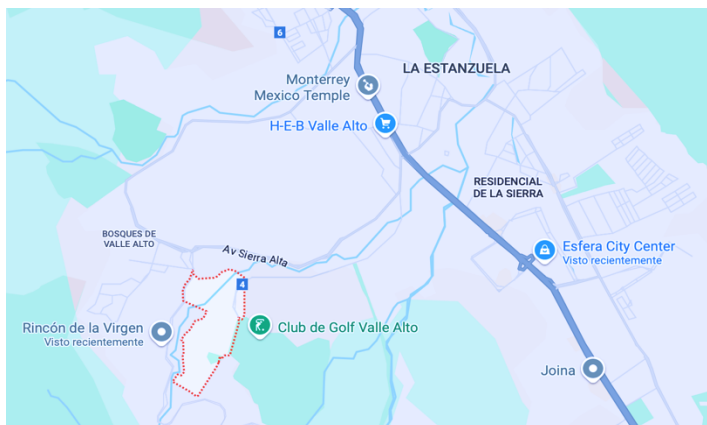 6
LA ESTANZUELA
Monterrey
Mexico Temple
H-E-B Valle Alto
RESIDENCIAL
DE LA SIERRA
BOSQUES DE
VALLE ALTO
Av Sierra Alta
Esfera City Center
Visto recientemente
4
Rincón de la Virgen
Visto recientemente
Club de Golf Valle Alto
Joina